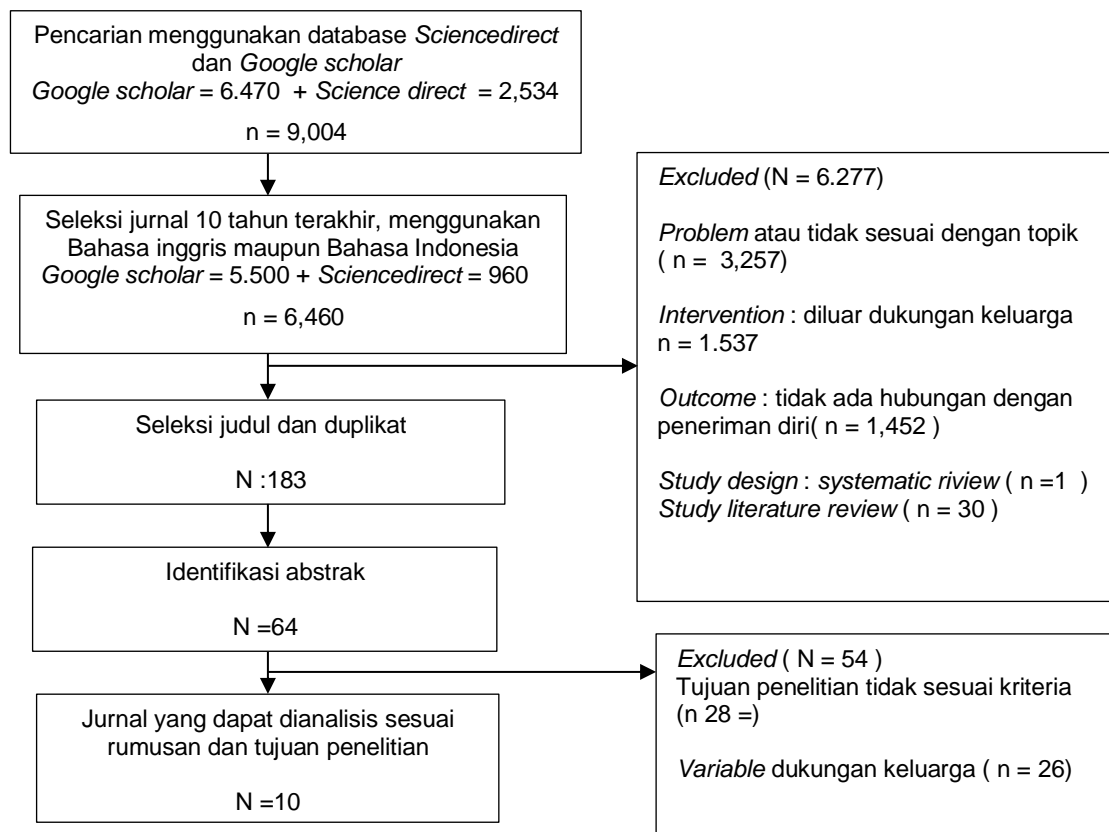 Pencarian menggunakan database Sciencedirect
dan Google scholar
Google scholar = 6.470 + Science direct = 2,534
n = 9,004
Seleksi jurnal 10 tahun terakhir, menggunakan
Bahasa inggris maupun Bahasa Indonesia
Google scholar = 5.500 + Sciencedirect = 960
n = 6,460
Excluded (N = 6.277)
Problem atau tidak sesuai dengan topik
( n = 3,257)
Intervention : diluar dukungan keluarga
n = 1.537
Outcome : tidak ada hubungan dengan
peneriman diri( n = 1,452 )
Study design : systematic riview ( n =1 )
Study literature review ( n = 30 )
Seleksi judul dan duplikat
N :183
Identifikasi abstrak
N =64
Excluded ( N = 54 )
Tujuan penelitian tidak sesuai kriteria
(n 28 =)
Variable dukungan keluarga ( n = 26)
Jurnal yang dapat dianalisis sesuai
rumusan dan tujuan penelitian
N =10